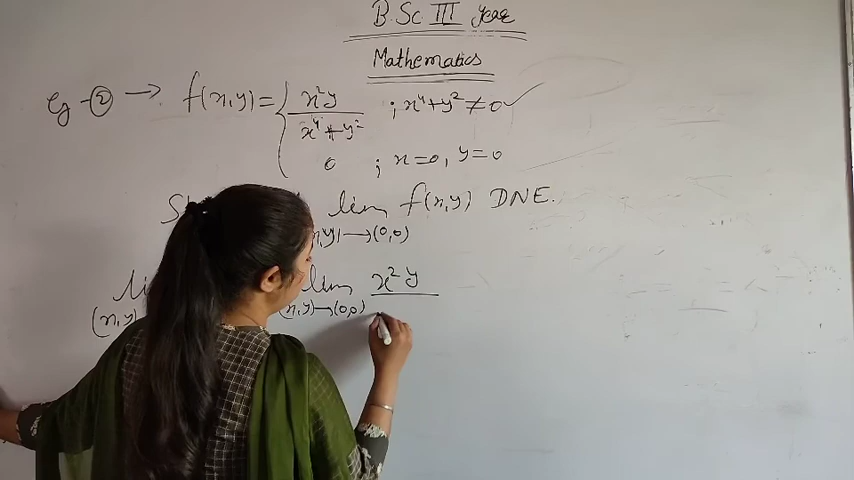 B.Sc III year
Mathematics
Eg-② → f(x,y) = { x²y / x⁴+y² ; x⁴+y² ≠ 0 ✓
0 ; x=0, y=0
lim f(x,y) DNE.
x,y)→(0,0)
lim x²y
(x,y) (x,y)→(0,0)